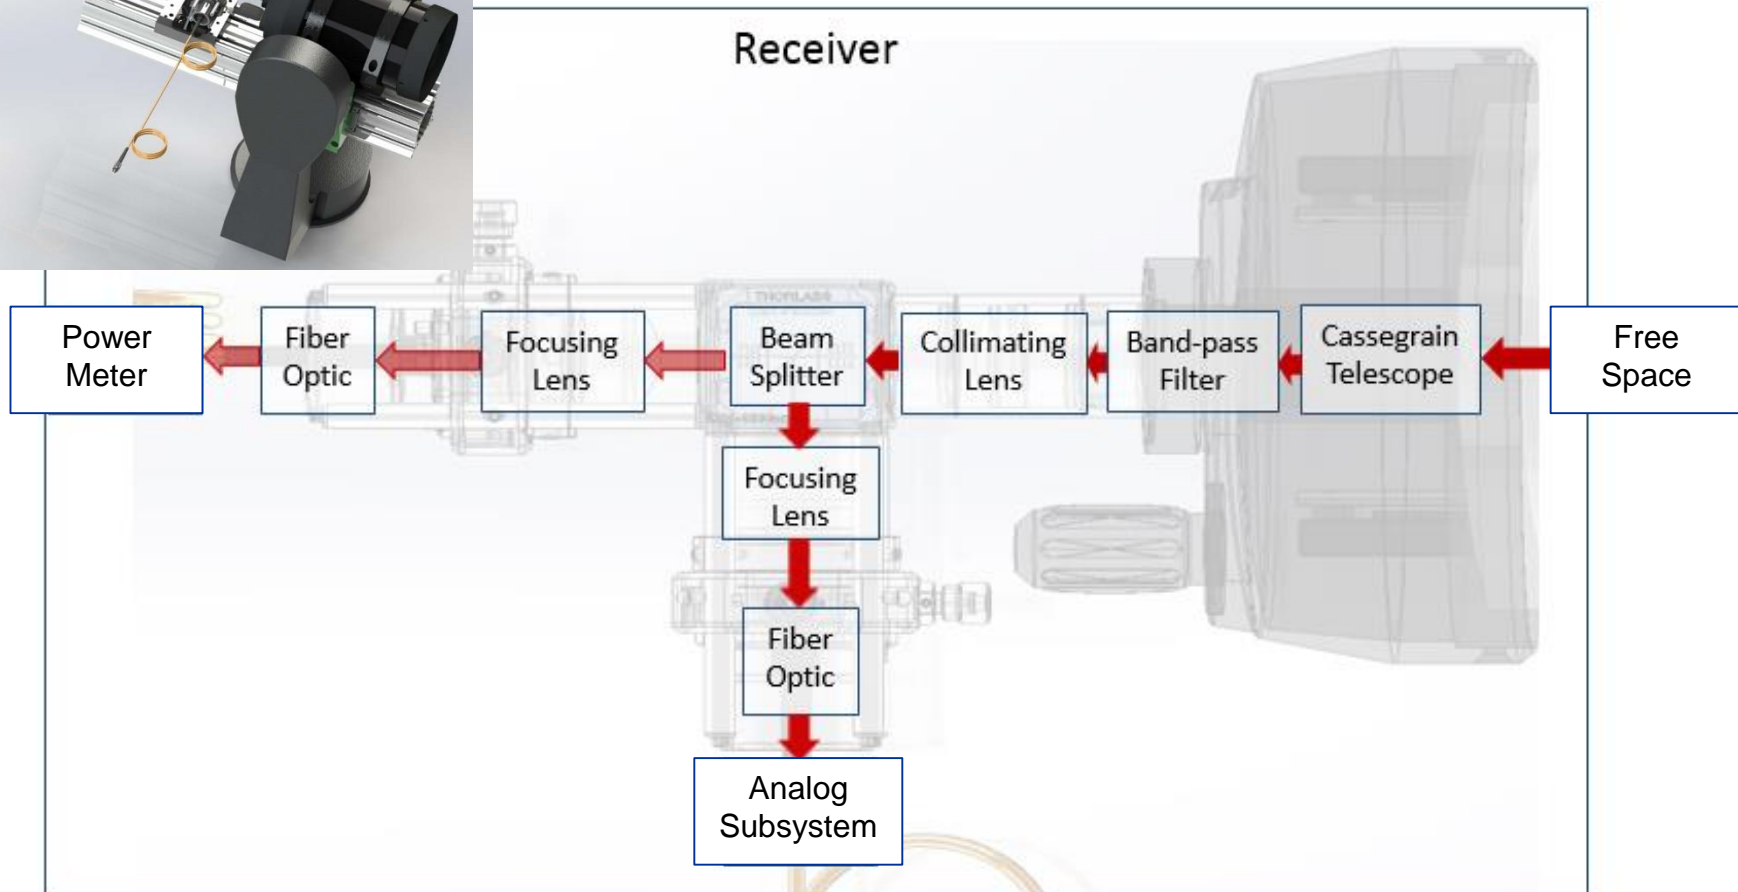 Receiver
THORLABS
Power
Meter
Fiber
Optic
Focusing
Lens
Beam
Splitter
Collimating
Lens
Band-pass
Filter
Cassegrain
Telescope
Free
Space
Focusing
Lens
Fiber
Optic
Analog
Subsystem